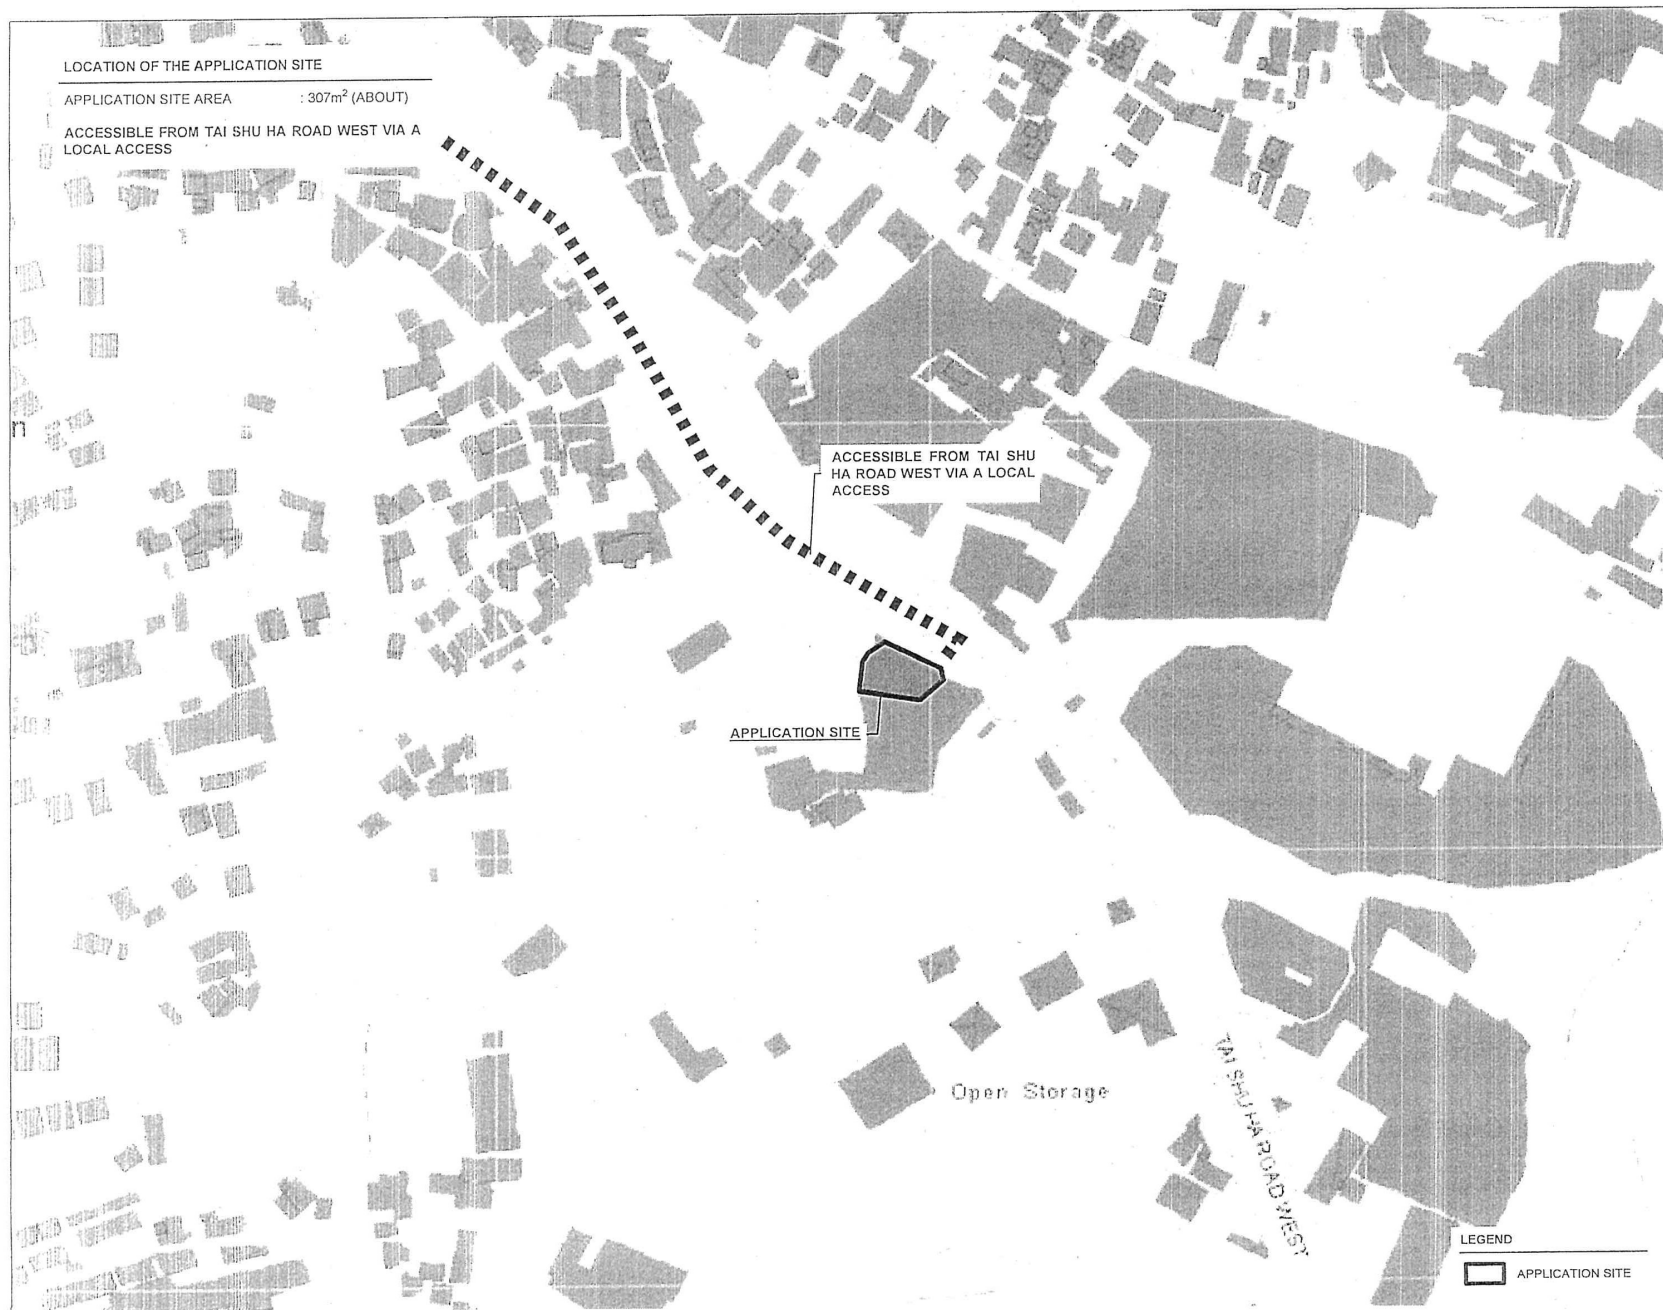 LOCATION OF THE APPLICATION SITE
APPLICATION SITE AREA : 307m² (ABOUT)
ACCESSIBLE FROM TAI SHU HA ROAD WEST VIA A
LOCAL ACCESS
n
ACCESSIBLE FROM TAI SHU
HA ROAD WEST VIA A LOCAL
ACCESS
APPLICATION SITE
Open Storage
TAI SHU HA ROAD WEST
LEGEND
APPLICATION SITE